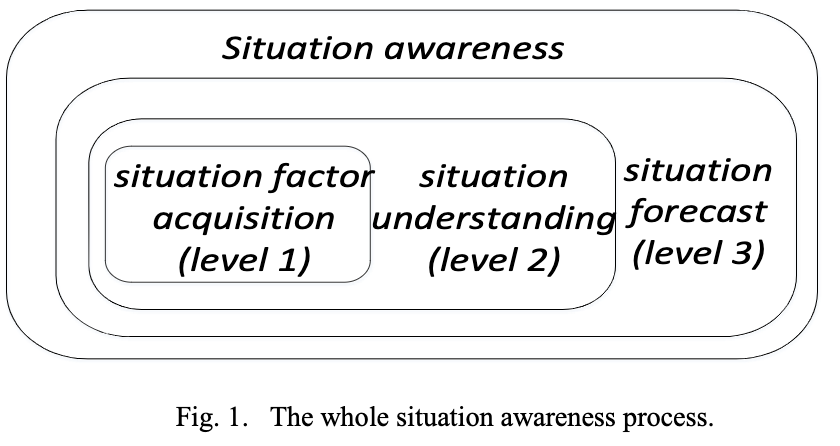 Situation awareness
situation factor
acquisition
(level 1)
situation
understanding
(level 2)
situation
forecast
(level 3)
Fig. 1. The whole situation awareness process.